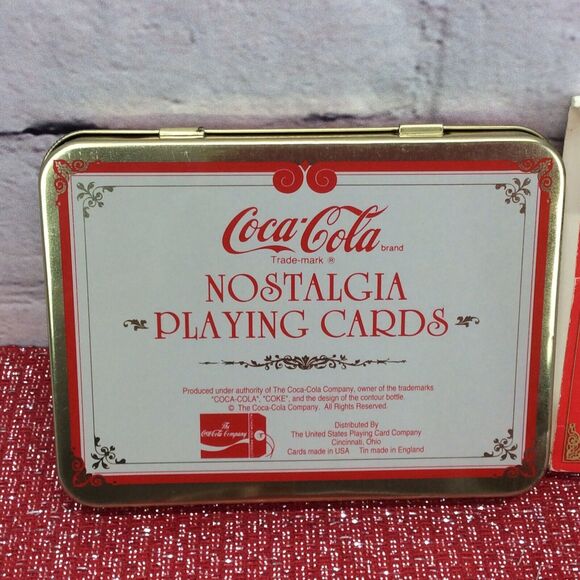 Coca-Cola brand
Trade-mark ®
NOSTALGIA
PLAYING CARDS
Produced under authority of The Coca-Cola Company, owner of the trademarks
"COCA-COLA", "COKE", and the design of the contour bottle.
© The Coca-Cola Company. All Rights Reserved.
The
Coca-Cola Company
Distributed By
The United States Playing Card Company
Cincinnati, Ohio
Cards made in USA Tin made in England